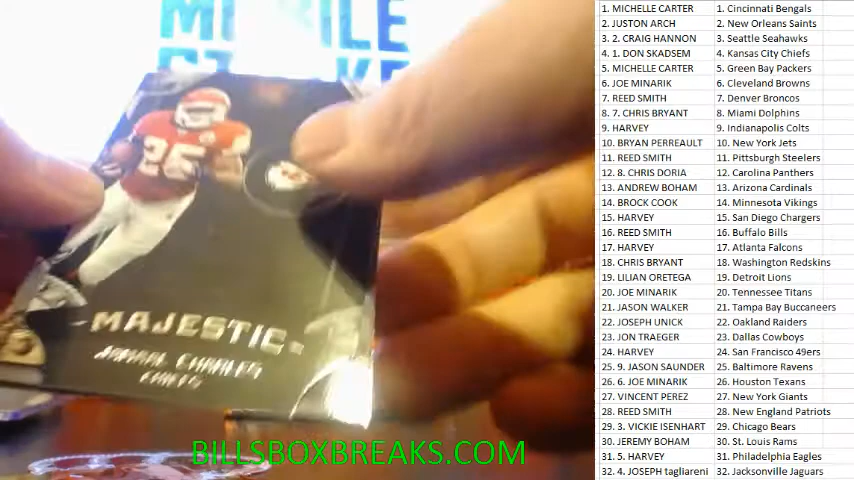 MOBILE
STRIKE
25
-MAJESTIC-
JAMAAL CHARLES
CHIEFS
BILLSBOXBREAKS.COM
1. MICHELLE CARTER 1. Cincinnati Bengals
2. JUSTON ARCH 2. New Orleans Saints
3. 2. CRAIG HANNON 3. Seattle Seahawks
4. 1. DON SKADSEM 4. Kansas City Chiefs
5. MICHELLE CARTER 5. Green Bay Packers
6. JOE MINARIK 6. Cleveland Browns
7. REED SMITH 7. Denver Broncos
8. 7. CHRIS BRYANT 8. Miami Dolphins
9. HARVEY 9. Indianapolis Colts
10. BRYAN PERREAULT 10. New York Jets
11. REED SMITH 11. Pittsburgh Steelers
12. 8. CHRIS DORIA 12. Carolina Panthers
13. ANDREW BOHAM 13. Arizona Cardinals
14. BROCK COOK 14. Minnesota Vikings
15. HARVEY 15. San Diego Chargers
16. REED SMITH 16. Buffalo Bills
17. HARVEY 17. Atlanta Falcons
18. CHRIS BRYANT 18. Washington Redskins
19. LILIAN ORETEGA 19. Detroit Lions
20. JOE MINARIK 20. Tennessee Titans
21. JASON WALKER 21. Tampa Bay Buccaneers
22. JOSEPH UNICK 22. Oakland Raiders
23. JON TRAEGER 23. Dallas Cowboys
24. HARVEY 24. San Francisco 49ers
25. 9. JASON SAUNDER 25. Baltimore Ravens
26. 6. JOE MINARIK 26. Houston Texans
27. VINCENT PEREZ 27. New York Giants
28. REED SMITH 28. New England Patriots
29. 3. VICKIE ISENHART 29. Chicago Bears
30. JEREMY BOHAM 30. St. Louis Rams
31. 5. HARVEY 31. Philadelphia Eagles
32. 4. JOSEPH tagliareni 32. Jacksonville Jaguars